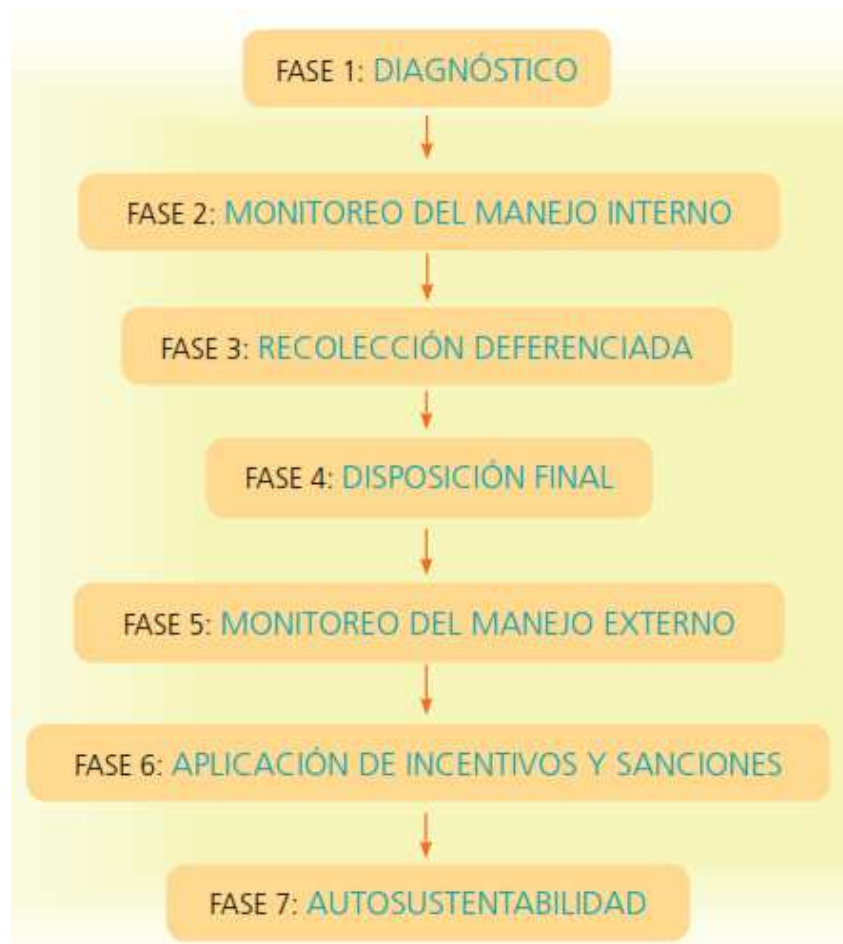 FASE 1: DIAGNÓSTICO
FASE 2: MONITOREO DEL MANEJO INTERNO
FASE 3: RECOLECCIÓN DEFERENCIADA
FASE 4: DISPOSICIÓN FINAL
FASE 5: MONITOREO DEL MANEJO EXTERNO
FASE 6: APLICACIÓN DE INCENTIVOS Y SANCIONES
FASE 7: AUTOSUSTENTABILIDAD